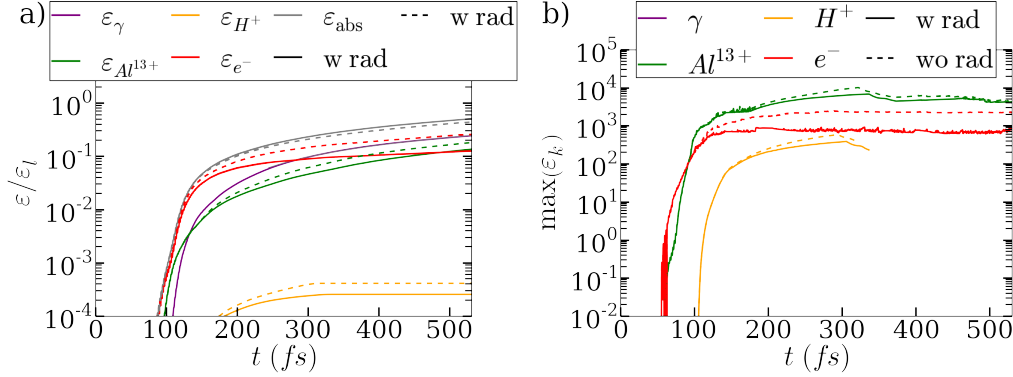 a)
ε_γ ε_{H^+} ε_abs w rad
ε_{Al^{13+}} ε_{e^-} w rad
10^0
10^{-1}
10^{-2}
10^{-3}
10^{-4}
ε/ε_l
0 100 200 300 400 500
t (fs)
b)
γ H^+ w rad
Al^{13+} e^- wo rad
10^5
10^4
10^3
10^2
10^1
10^0
10^{-1}
10^{-2}
max(ε_k)
0 100 200 300 400 500
t (fs)